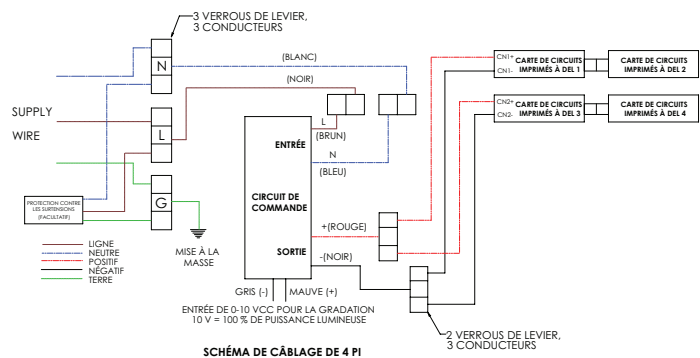 3 VERROUS DE LEVIER,
3 CONDUCTEURS
(BLANC)
N
(NOIR)
SUPPLY
WIRE
L
G
PROTECTION CONTRE
LES SURTENSIONS
(FACULTATIF)
MISE À LA
MASSE
LIGNE
NEUTRE
POSITIF
NÉGATIF
TERRE
ENTRÉE
CIRCUIT DE
COMMANDE
SORTIE
L
(BRUN)
N
(BLEU)
+(ROUGE)
-(NOIR)
GRIS (-)
MAUVE (+)
ENTRÉE DE 0-10 VCC POUR LA GRADATION
10 V = 100 % DE PUISSANCE LUMINEUSE
CN1+
CN1-
CARTE DE CIRCUITS
IMPRIMÉS À DEL 1
CARTE DE CIRCUITS
IMPRIMÉS À DEL 2
CN2+
CN2-
CARTE DE CIRCUITS
IMPRIMÉS À DEL 3
CARTE DE CIRCUITS
IMPRIMÉS À DEL 4
2 VERROUS DE LEVIER,
3 CONDUCTEURS
SCHÉMA DE CÂBLAGE DE 4 PI